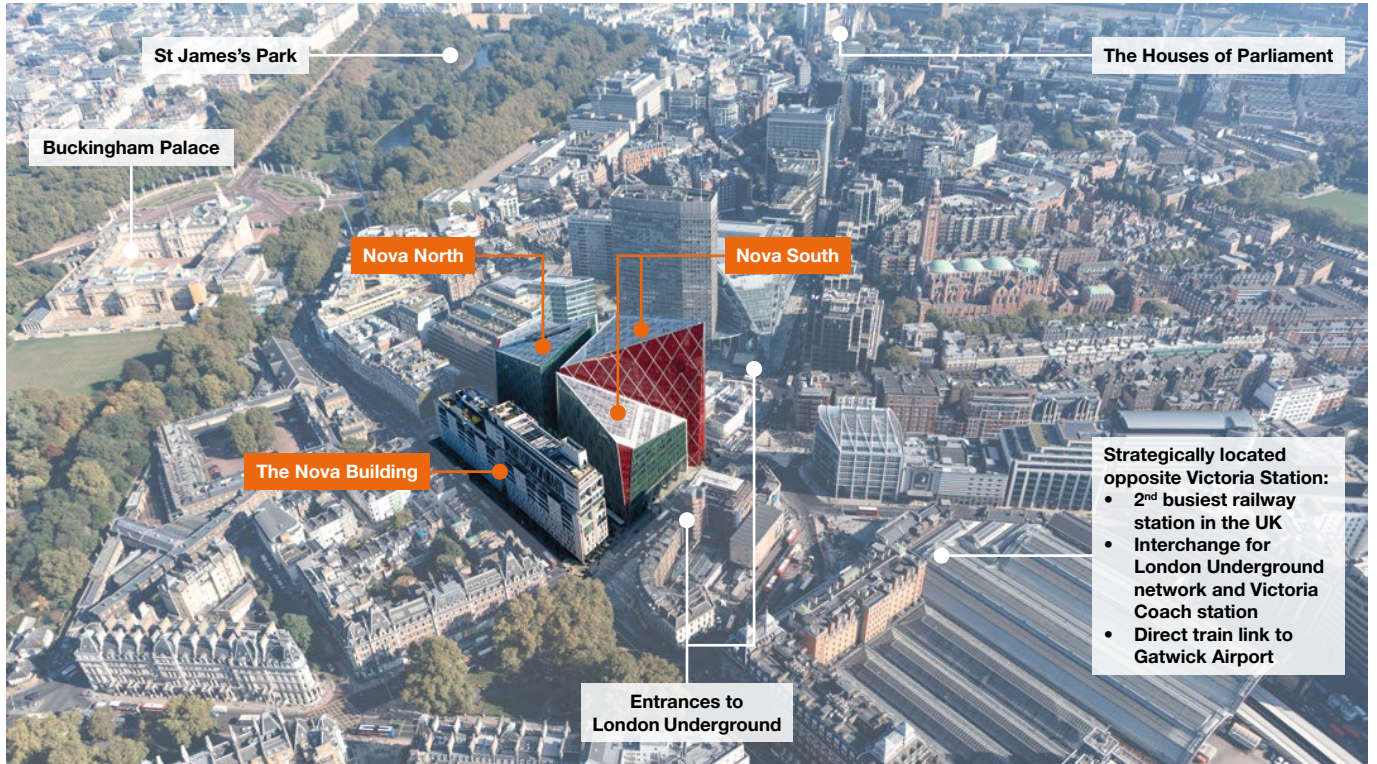 St James's Park
The Houses of Parliament
Buckingham Palace
Nova North
Nova South
The Nova Building
Strategically located
opposite Victoria Station:
• 2nd busiest railway
station in the UK
• Interchange for
London Underground
network and Victoria
Coach station
• Direct train link to
Gatwick Airport
Entrances to
London Underground